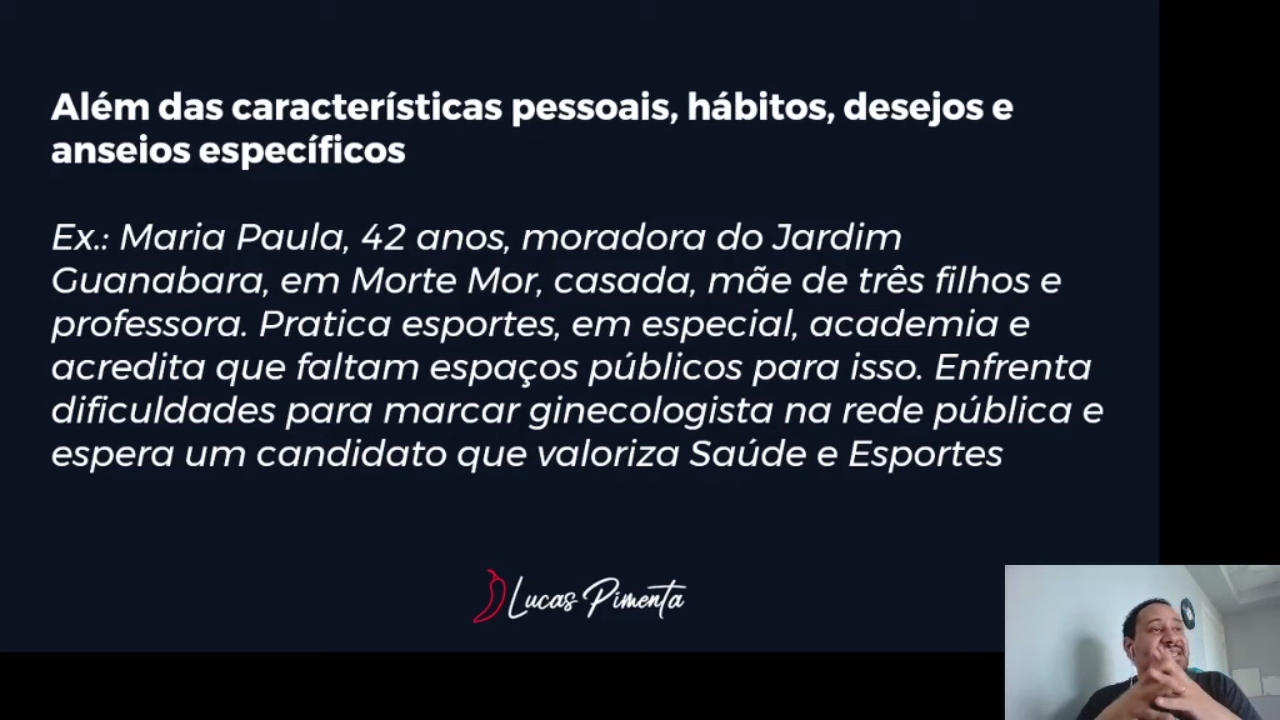 Além das características pessoais, hábitos, desejos e
anseios específicos
Ex.: Maria Paula, 42 anos, moradora do Jardim
Guanabara, em Morte Mor, casada, mãe de três filhos e
professora. Pratica esportes, em especial, academia e
acredita que faltam espaços públicos para isso. Enfrenta
dificuldades para marcar ginecologista na rede pública e
espera um candidato que valoriza Saúde e Esportes
Lucas Pimenta